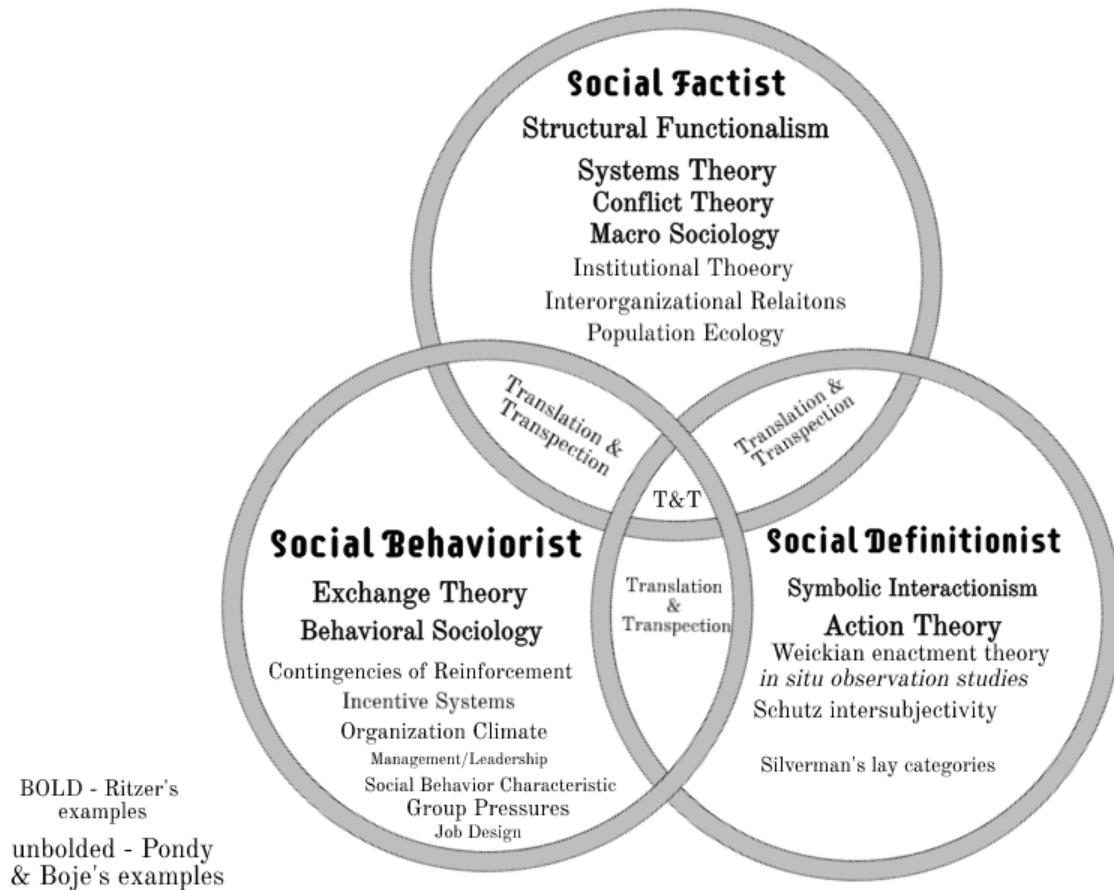 Social Factist
Structural Functionalism
Systems Theory
Conflict Theory
Macro Sociology
Institutional Thoeory
Interorganizational Relaitons
Population Ecology
Translation &
Transpection
Translation &
Transpection
T&T
Social Behaviorist
Exchange Theory
Behavioral Sociology
Contingencies of Reinforcement
Incentive Systems
Organization Climate
Management/Leadership
Social Behavior Characteristic
Group Pressures
Job Design
Translation
&
Transpection
Social Definitionist
Symbolic Interactionism
Action Theory
Weickian enactment theory
in situ observation studies
Schutz intersubjectivity
Silverman's lay categories
BOLD - Ritzer's
examples
unbolded - Pondy
& Boje's examples